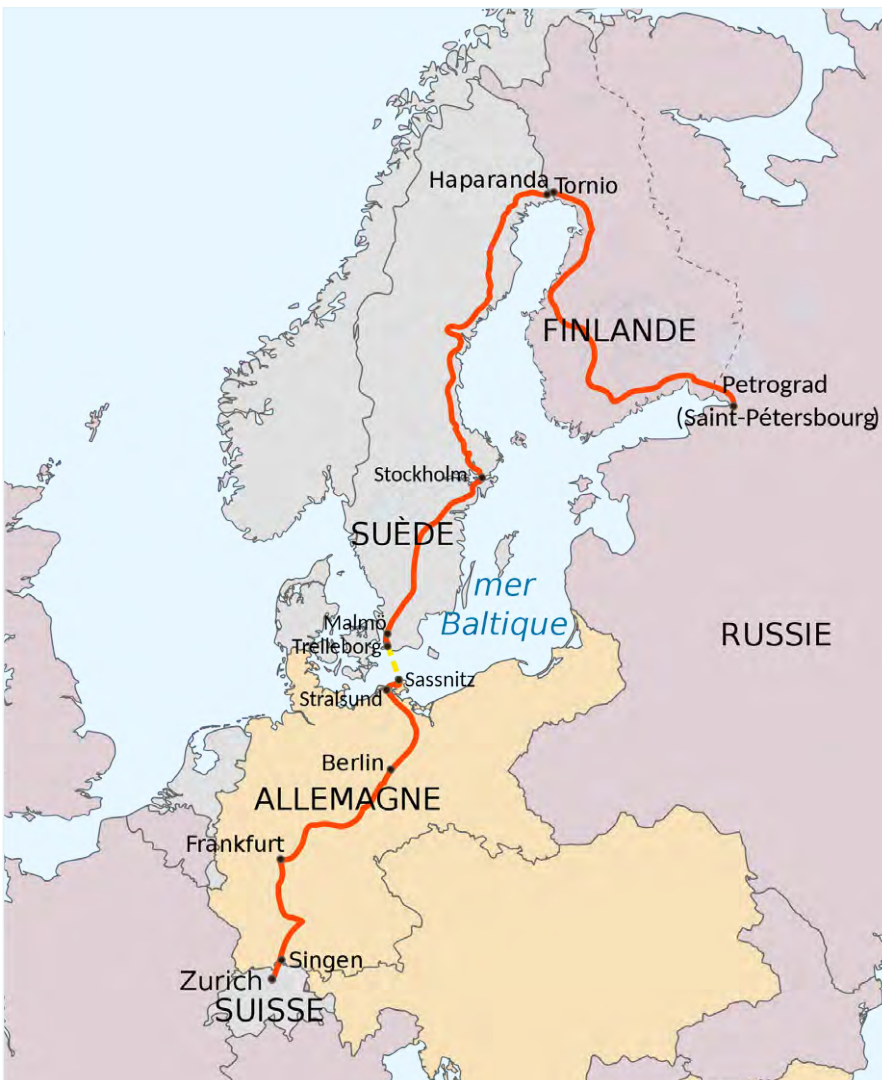 Haparanda
Tornio
FINLANDE
Petrograd
(Saint-Pétersbourg)
Stockholm
SUÈDE
mer
Baltique
Malmö
Trelleborg
RUSSIE
Sassnitz
Stralsund
Berlin
ALLEMAGNE
Frankfurt
Singen
Zurich
SUISSE